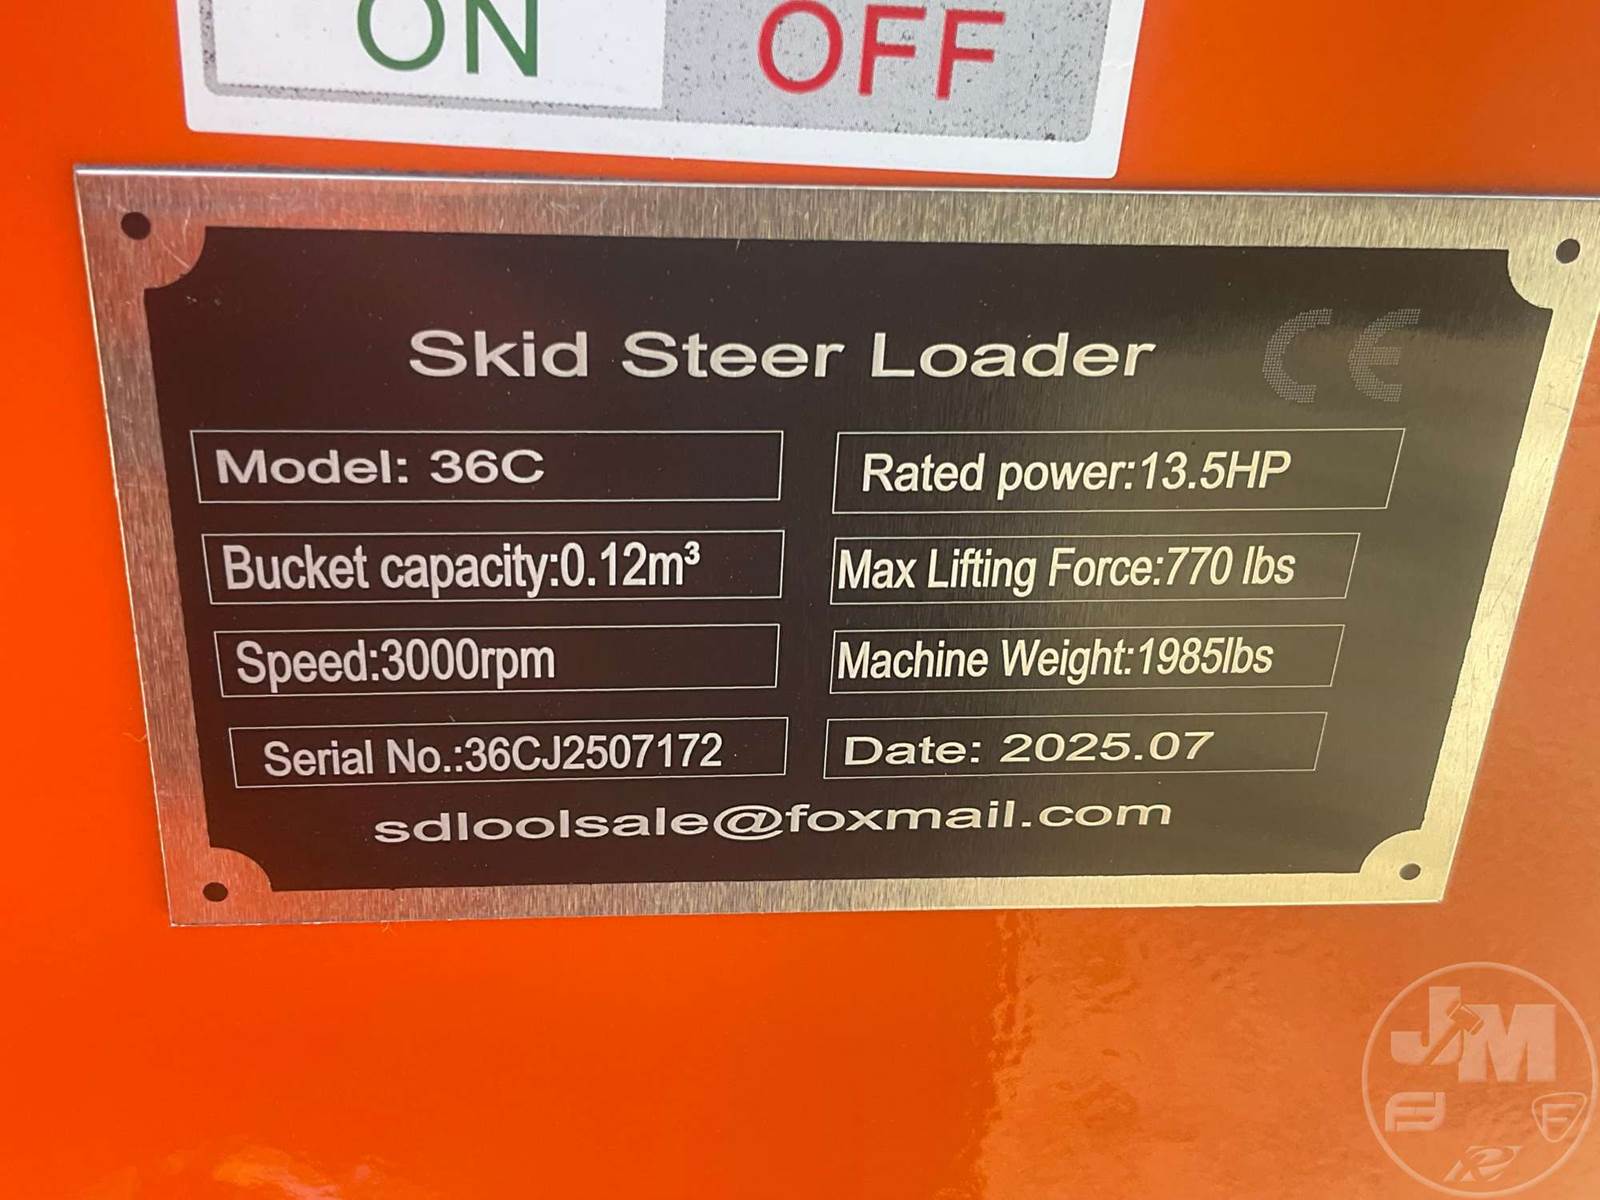 ON OFF
Skid Steer Loader CE
Model: 36C
Rated power:13.5HP
Bucket capacity:0.12m³
Max Lifting Force:770 lbs
Speed:3000rpm
Machine Weight:1985lbs
Serial No.:36CJ2507172
Date: 2025.07
sdloolsale@foxmail.com
JM